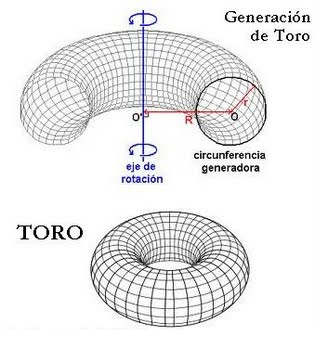 Generación
de Toro
r
O'
R
O
eje de
rotación
circunferencia
generadora
TORO